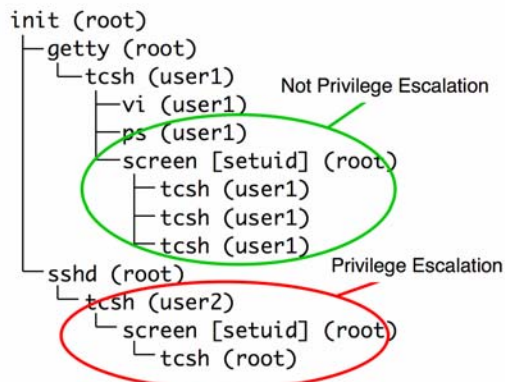 init (root)
getty (root)
tcsh (user1)
Not Privilege Escalation
vi (user1)
ps (user1)
screen [setuid] (root)
tcsh (user1)
tcsh (user1)
tcsh (user1)
sshd (root)
Privilege Escalation
tcsh (user2)
screen [setuid] (root)
tcsh (root)